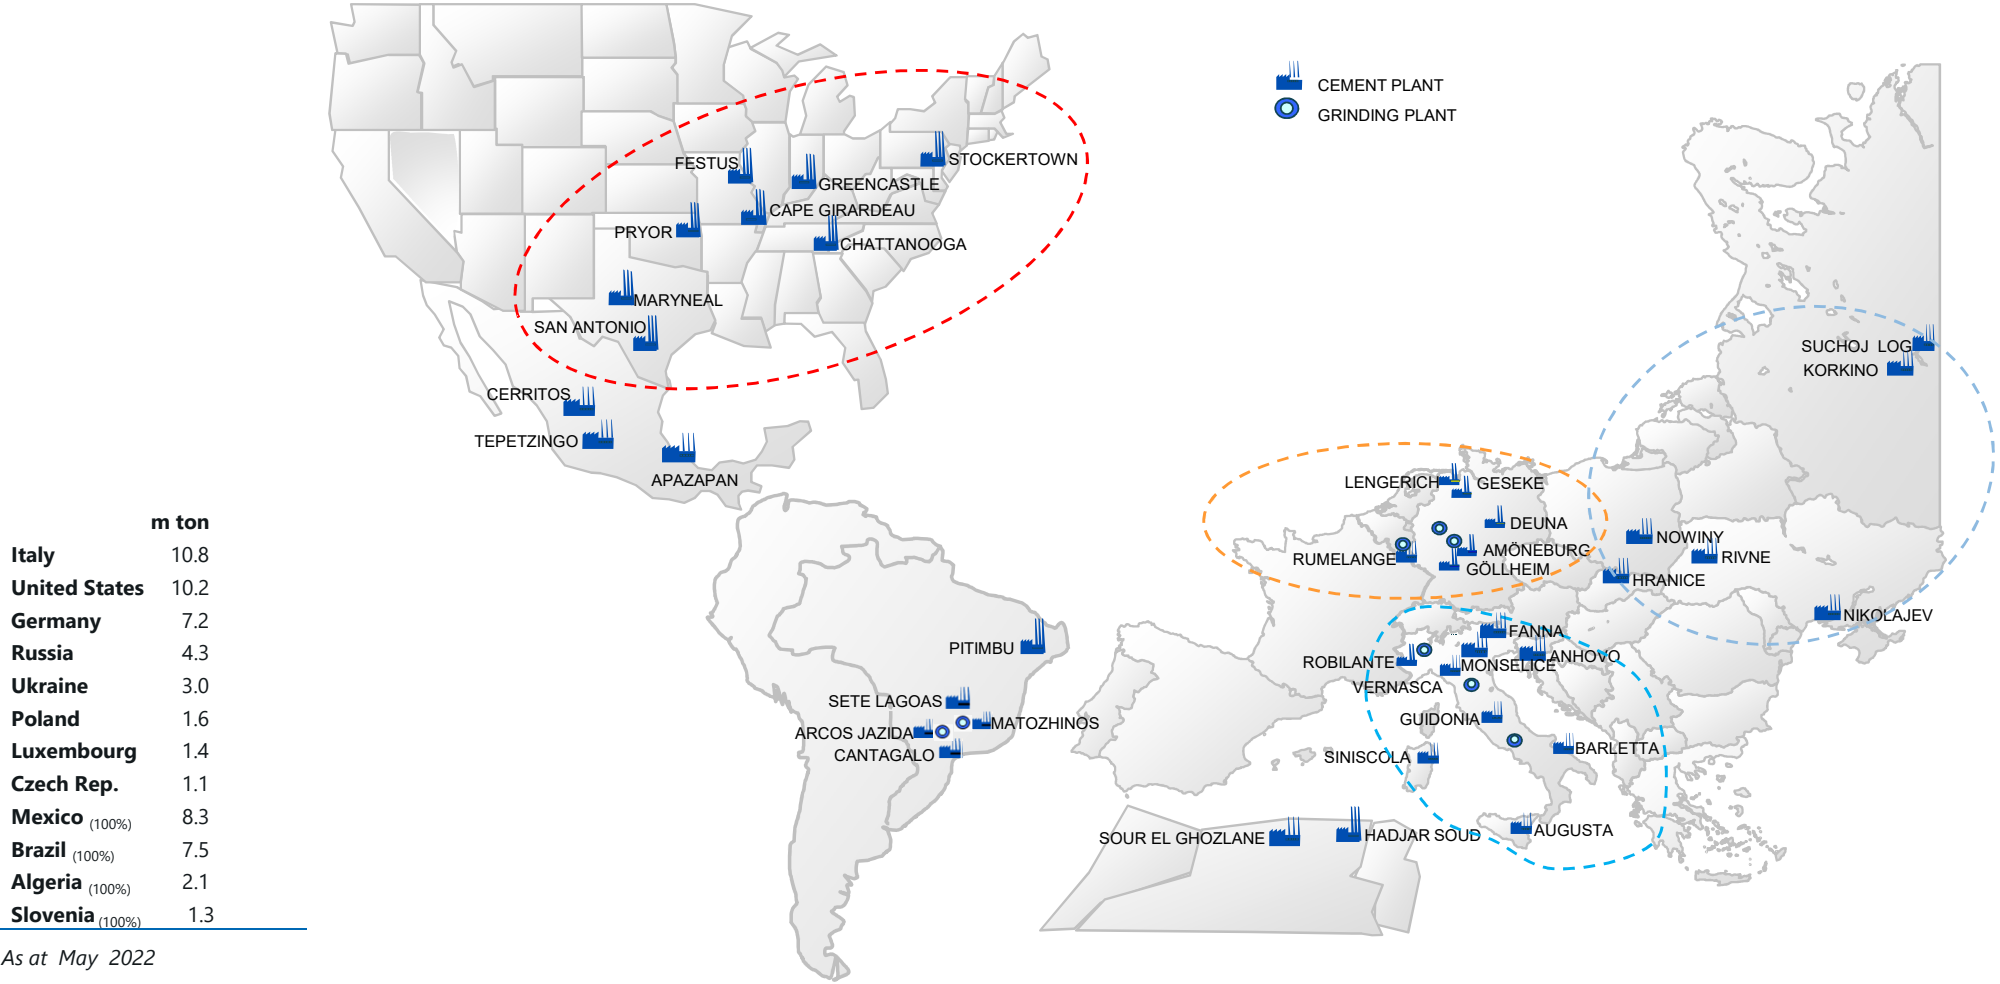 CEMENT PLANT
GRINDING PLANT
FESTUS
STOCKERTOWN
GREENCASTLE
CAPE GIRARDEAU
PRYOR
CHATTANOOGA
MARYNEAL
SAN ANTONIO
CERRITOS
TEPETZINGO
APAZAPAN
SUCHOJ LOG
KORKINO
LENGERICH
GESEKE
DEUNA
NOWINY
AMÖNEBURG
RUMELANGE
RIVNE
GÖLLHEIM
HRANICE
NIKOLAJEV
FANNA
PITIMBU
ROBILANTE
ANHOVO
MONSELICE
...
VERNASCA
SETE LAGOAS
GUIDONIA
MATOZHINOS
ARCOS JAZIDA
CANTAGALO
BARLETTA
SINISCOLA
SOUR EL GHOZLANE
HADJAR SOUD
AUGUSTA
m ton
Italy 10.8
United States 10.2
Germany 7.2
Russia 4.3
Ukraine 3.0
Poland 1.6
Luxembourg 1.4
Czech Rep. 1.1
Mexico (100%) 8.3
Brazil (100%) 7.5
Algeria (100%) 2.1
Slovenia (100%) 1.3
As at May 2022